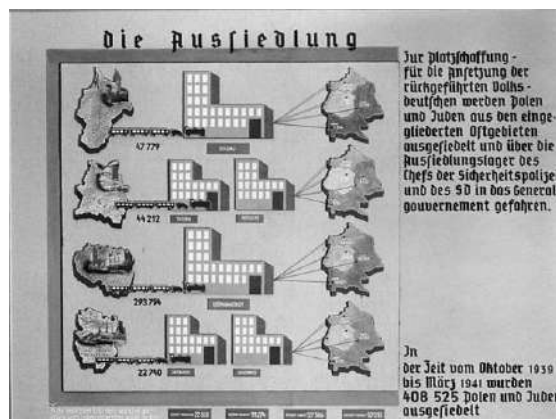 die Aussiedlung
Zur Platzschaffung -
für die Ansetzung der
rückgeführten Volks-
deutschen werden Polen
und Juden aus den einge-
gliederten Ostgebieten
ausgesiedelt und über die
Aussiedlungslager des
Chefs der Sicherheitspolizei
und des SD in das General
gouvernement gefahren.
47 779
44 212
293 794
22 740
In
der Zeit vom Oktober 1939
bis März 1941 wurden
408 525 Polen und Juden
ausgesiedelt